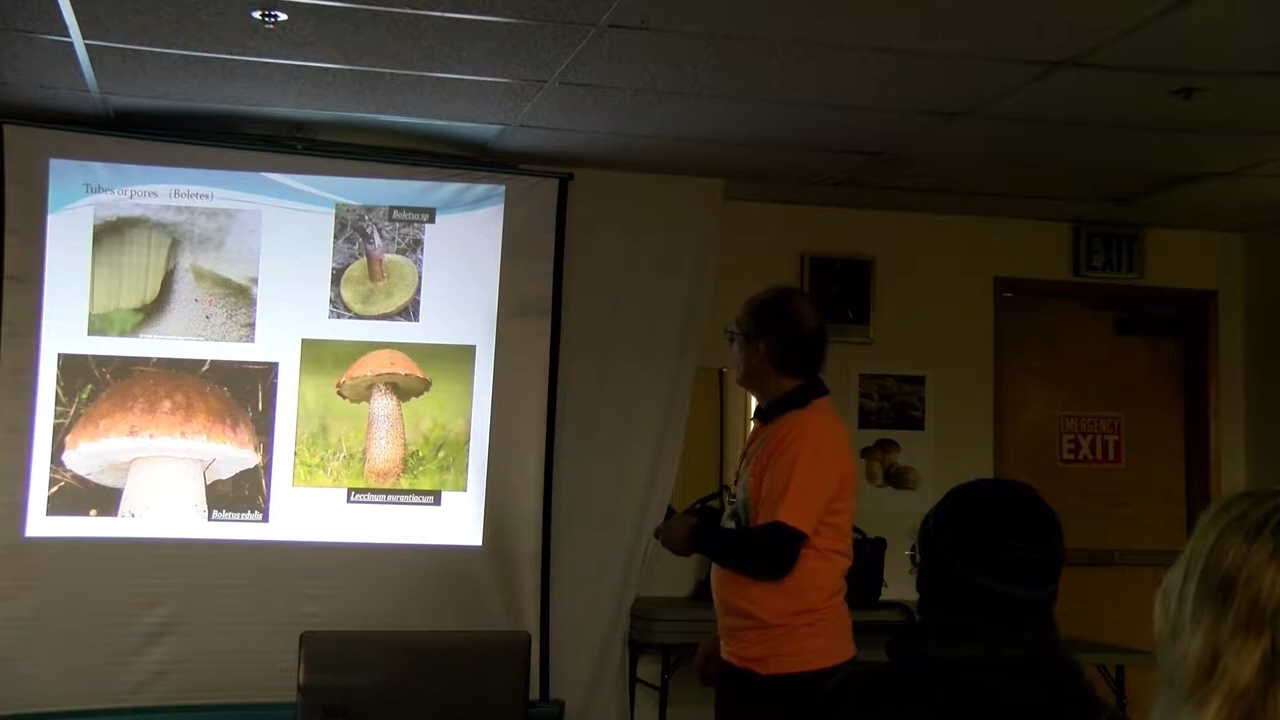 Tubes or pores (Boletes)
Boletus sp
Boletus edulis
Leccinum aurantiacum
EXIT
EMERGENCY
EXIT